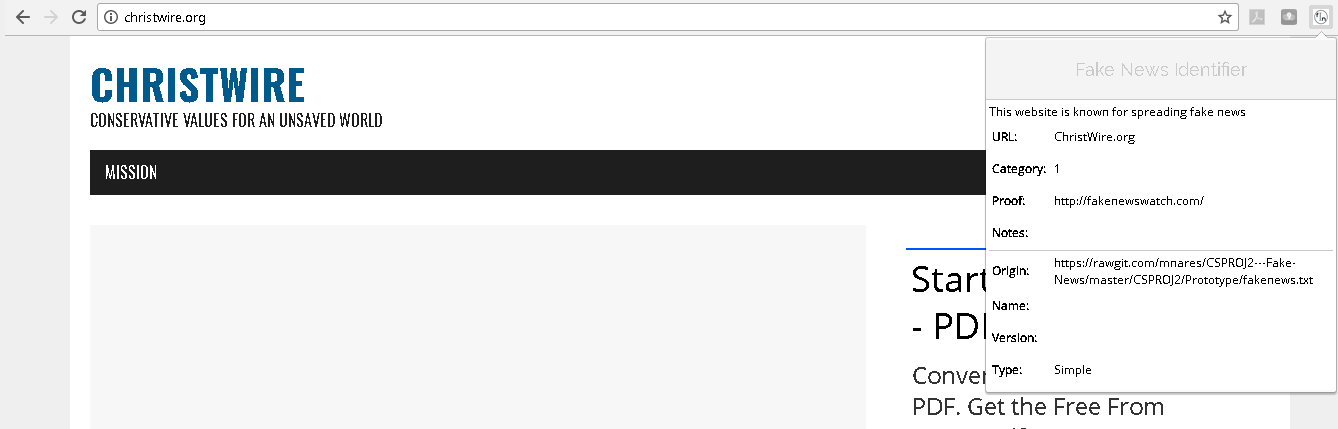 christwire.org
CHRISTWIRE
CONSERVATIVE VALUES FOR AN UNSAVED WORLD
MISSION
Start
- PDF
Conver
PDF. Get the Free From
Fake News Identifier
This website is known for spreading fake news
URL: ChristWire.org
Category: 1
Proof: http://fakenewswatch.com/
Notes:
Origin: https://rawgit.com/mnares/CSPROJ2---Fake-
News/master/CSPROJ2/Prototype/fakenews.txt
Name:
Version:
Type: Simple